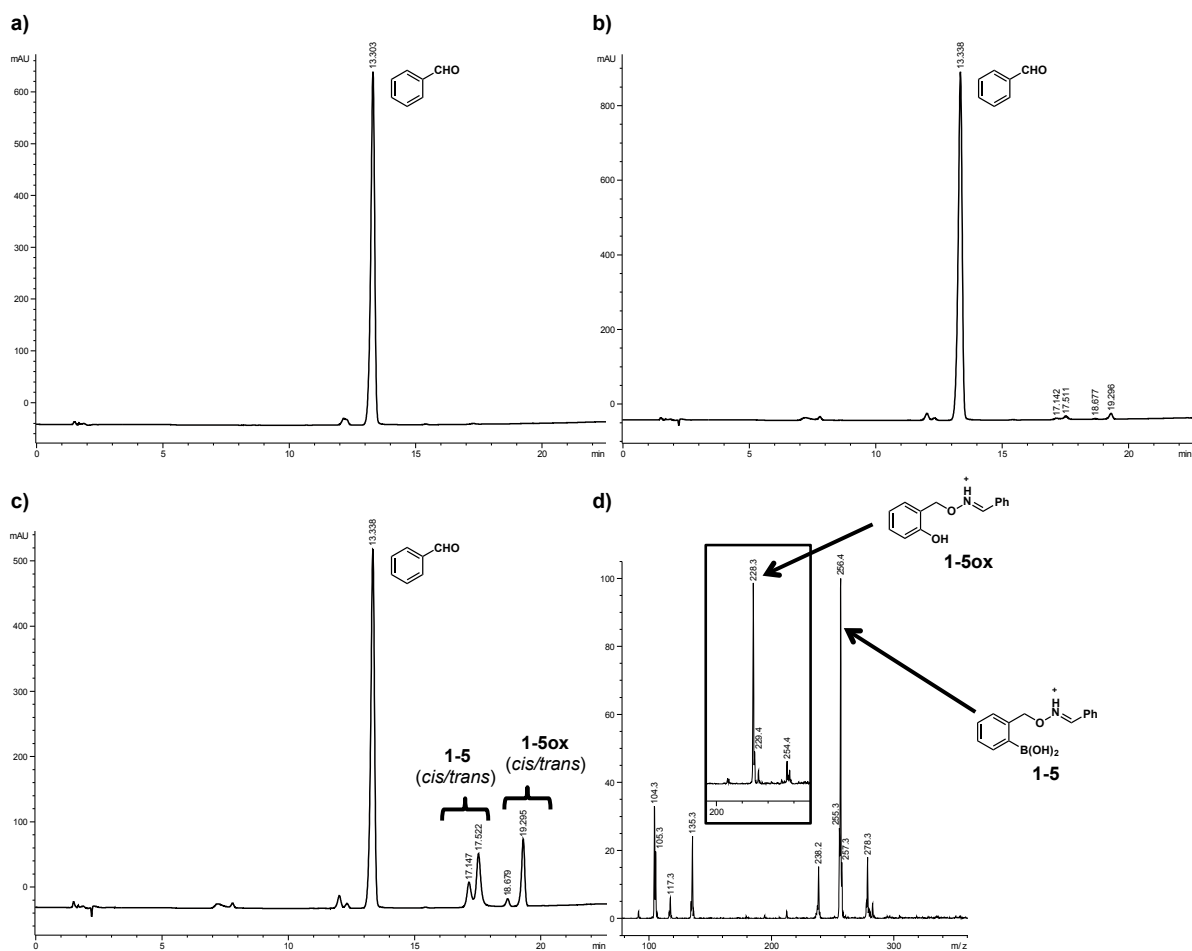 a)
mAU
600
500
400
300
200
100
0
13.303
CHO
0 5 10 15 20 min
b)
mAU
800
600
400
200
0
13.338
CHO
17.142
17.511
18.677
19.296
0 5 10 15 20 min
c)
mAU
500
400
300
200
100
0
13.338
CHO
1-5
(cis/trans)
1-5ox
(cis/trans)
17.147
17.522
18.679
19.295
0 5 10 15 20 min
d)
100
80
60
40
20
0
228.3
229.4
254.4
200
+
H
N
O
Ph
OH
1-5ox
256.4
+
H
N
O
Ph
B(OH)2
1-5
104.3
105.3
117.3
135.3
238.2
255.3
257.3
278.3
100 200 300 m/z